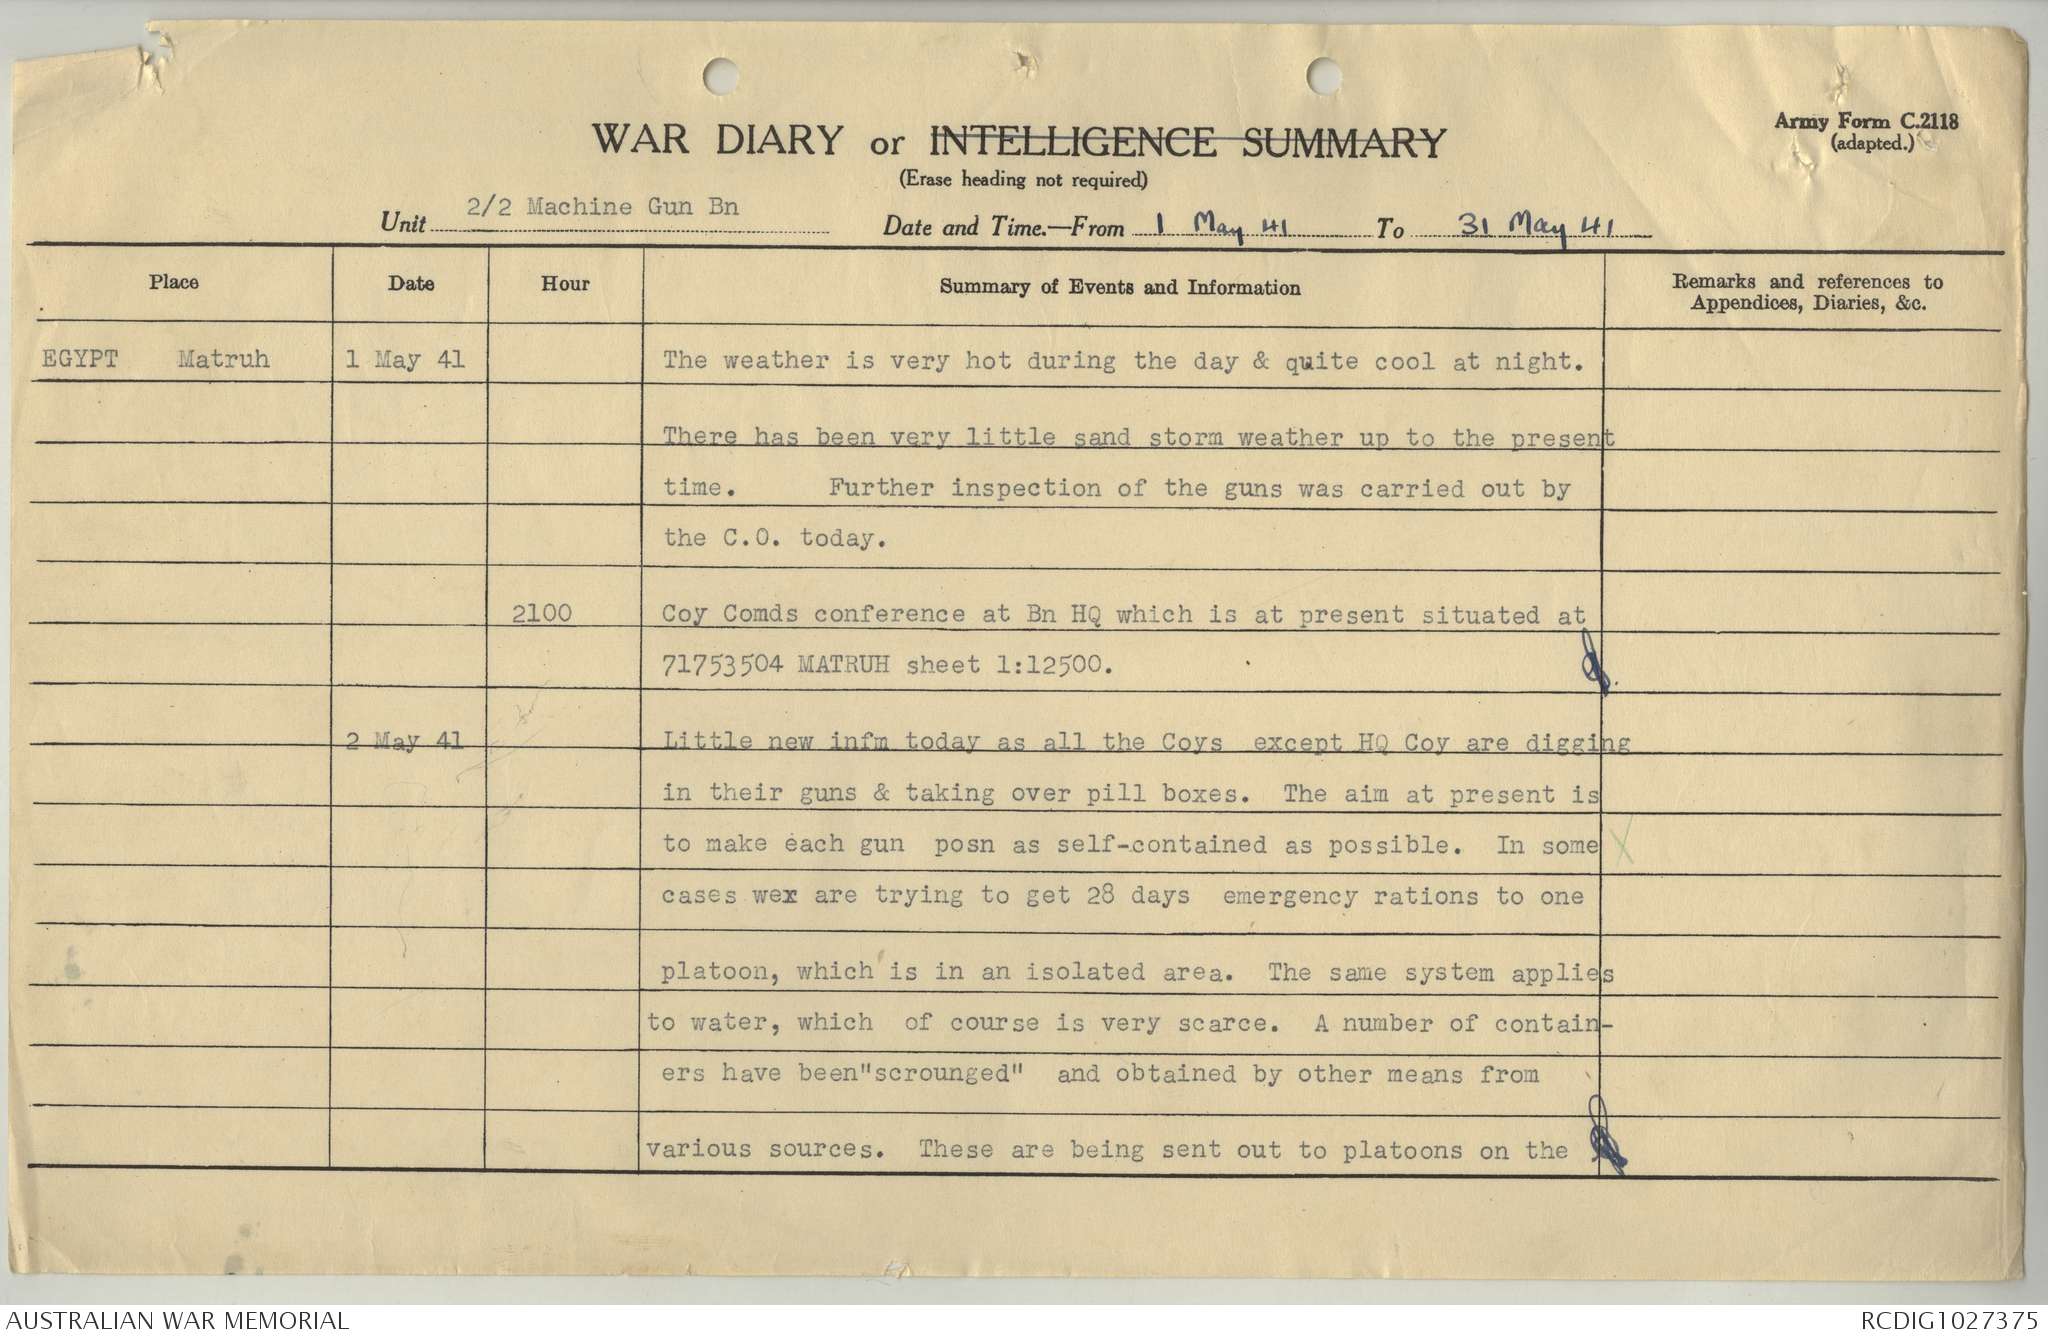 Army Form C.2118
(adapted.)
WAR DIARY or INTELLIGENCE SUMMARY
(Erase heading not required)
Unit 2/2 Machine Gun Bn Date and Time.—From 1 May 41 To 31 May 41
Place Date Hour Summary of Events and Information Remarks and references to
Appendices, Diaries, &c.
EGYPT Matruh 1 May 41 The weather is very hot during the day & quite cool at night.
There has been very little sand storm weather up to the present
time. Further inspection of the guns was carried out by
the C.O. today.
2100 Coy Comds conference at Bn HQ which is at present situated at
71753504 MATRUH sheet 1:12500.
2 May 41 Little new infm today as all the Coys except HQ Coy are digging
in their guns & taking over pill boxes. The aim at present is
to make each gun posn as self-contained as possible. In some
cases wex are trying to get 28 days emergency rations to one
platoon, which is in an isolated area. The same system applies
to water, which of course is very scarce. A number of contain-
ers have been"scrounged" and obtained by other means from
various sources. These are being sent out to platoons on the
AUSTRALIAN WAR MEMORIAL
RCDIG1027375